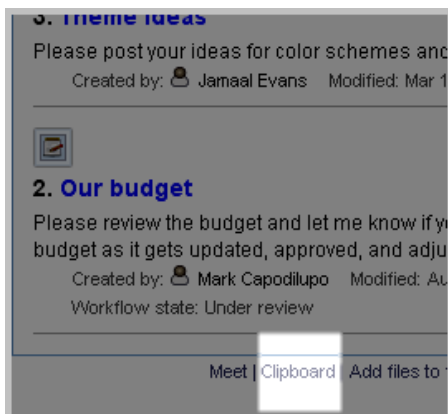 3. Theme Ideas
Please post your ideas for color schemes and
Created by: Jamaal Evans Modified: Mar 1
2. Our budget
Please review the budget and let me know if
budget as it gets updated, approved, and
Created by: Mark Capodilupo Modified:
Workflow state: Under review
Meet | Clipboard | Add files to